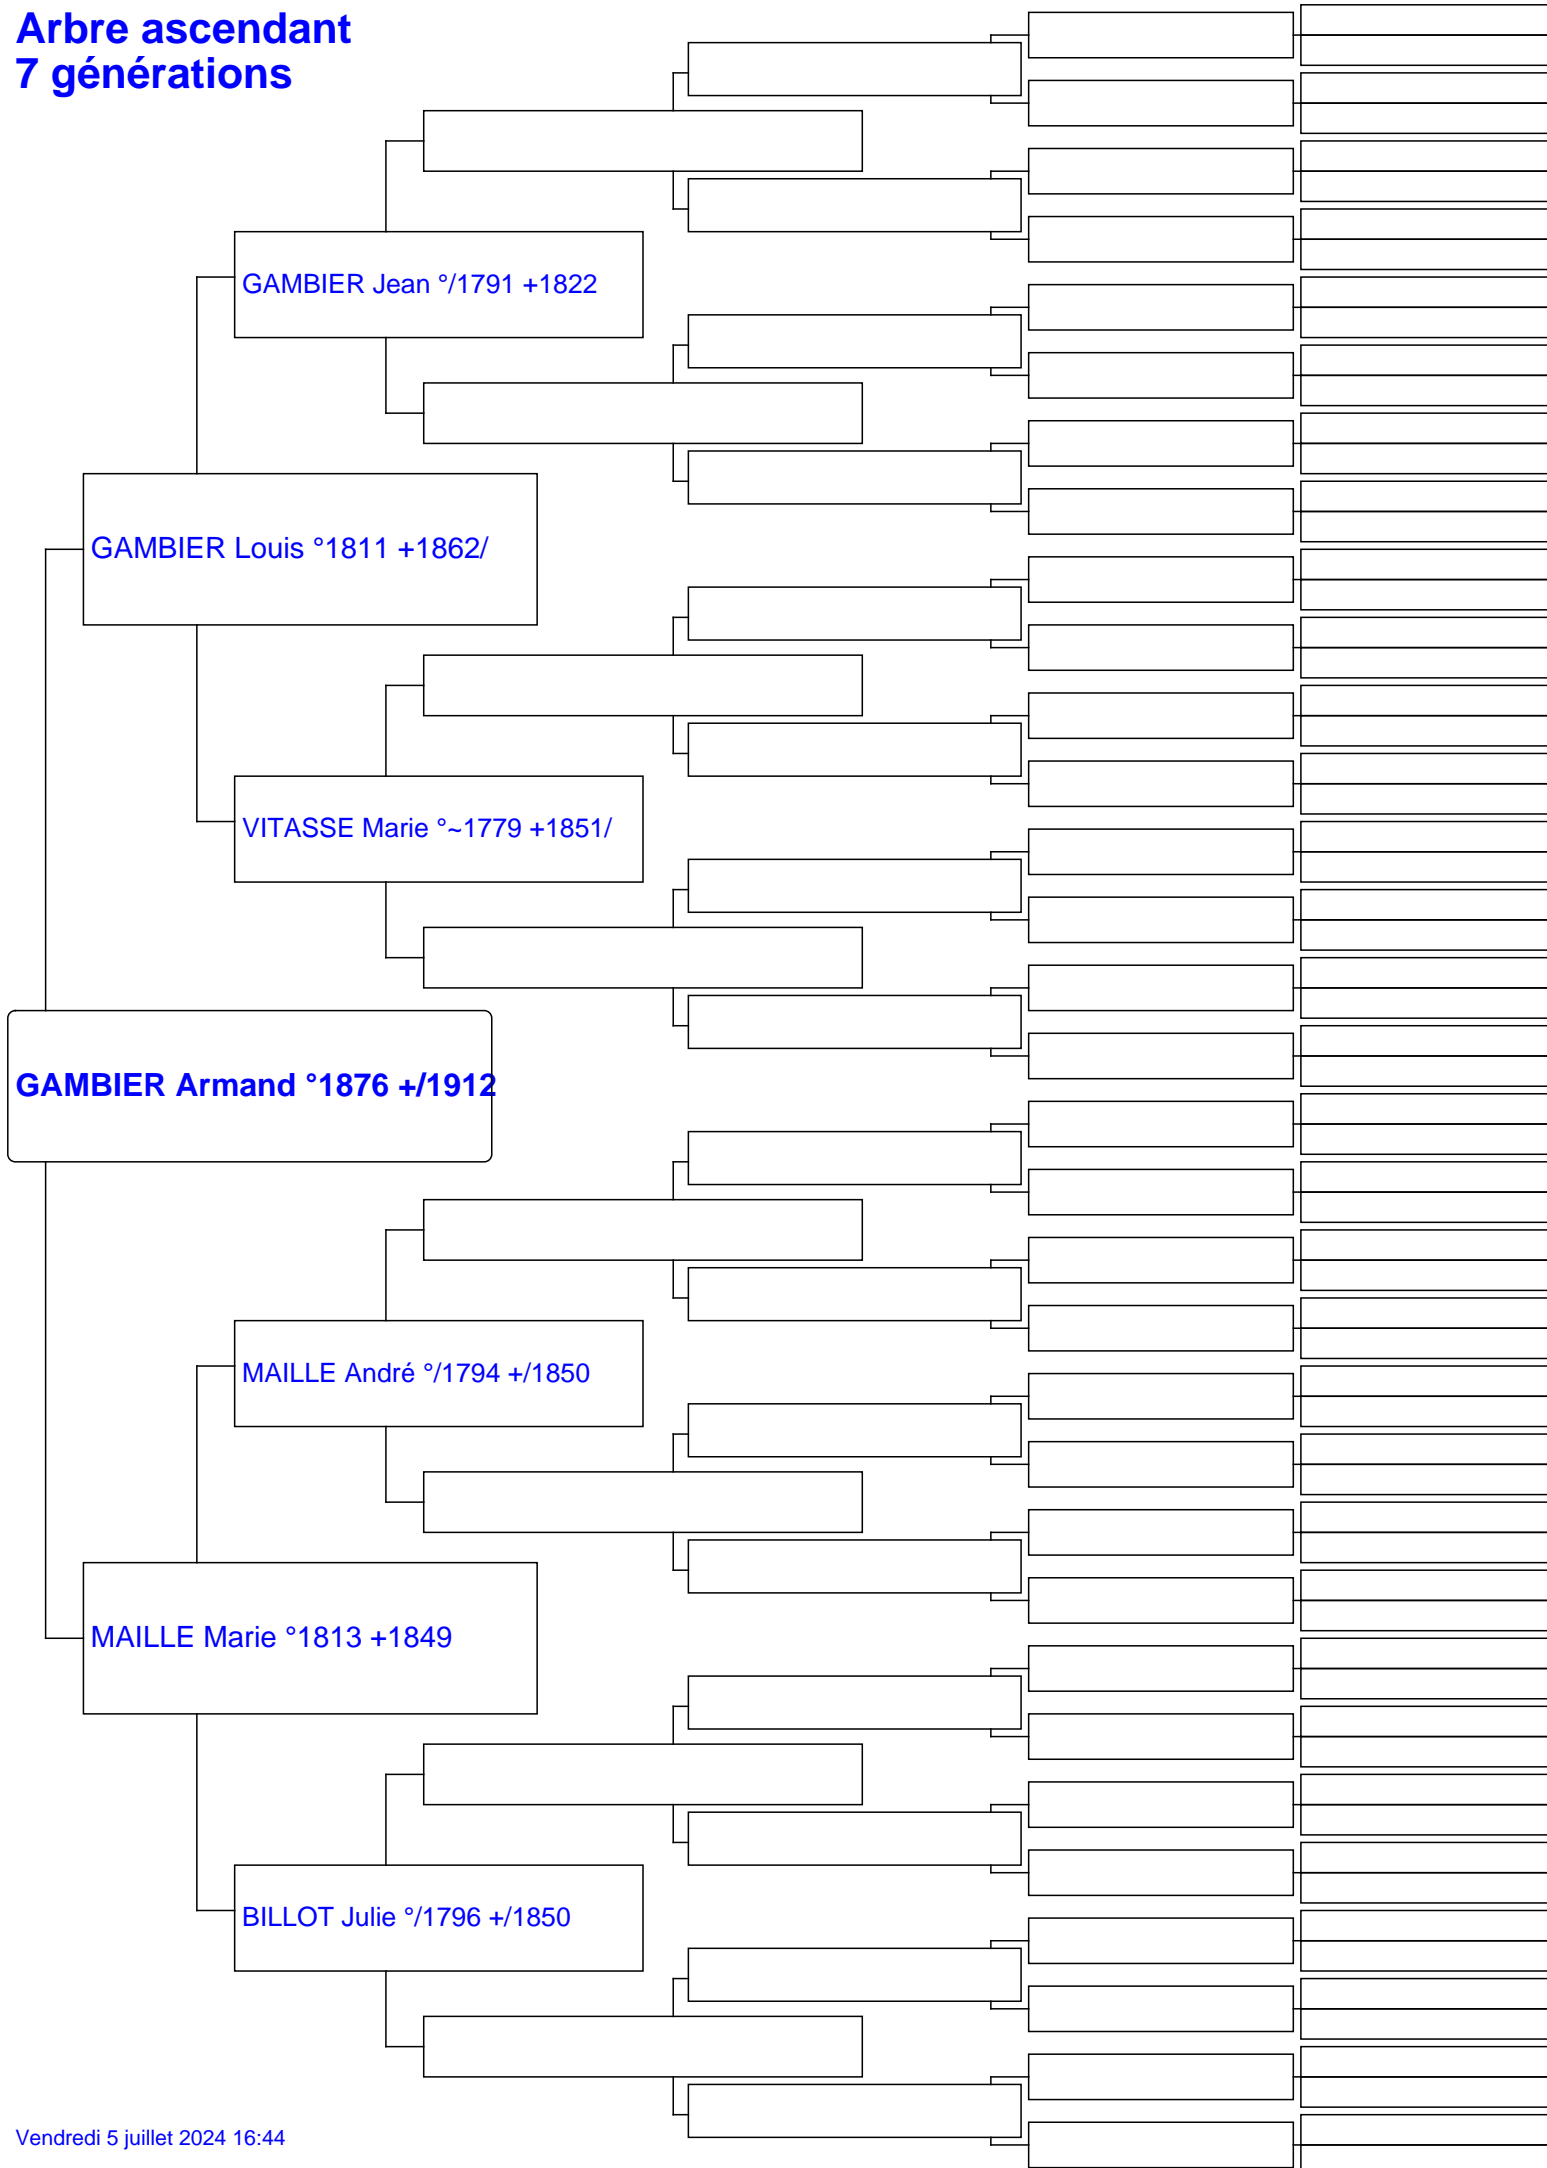 Arbre ascendant
7 générations
GAMBIER Jean °/1791 +1822
GAMBIER Louis °1811 +1862/
VITASSE Marie °~1779 +1851/
GAMBIER Armand °1876 +/1912
MAILLE André °/1794 +/1850
MAILLE Marie °1813 +1849
BILLOT Julie °/1796 +/1850
Vendredi 5 juillet 2024 16:44